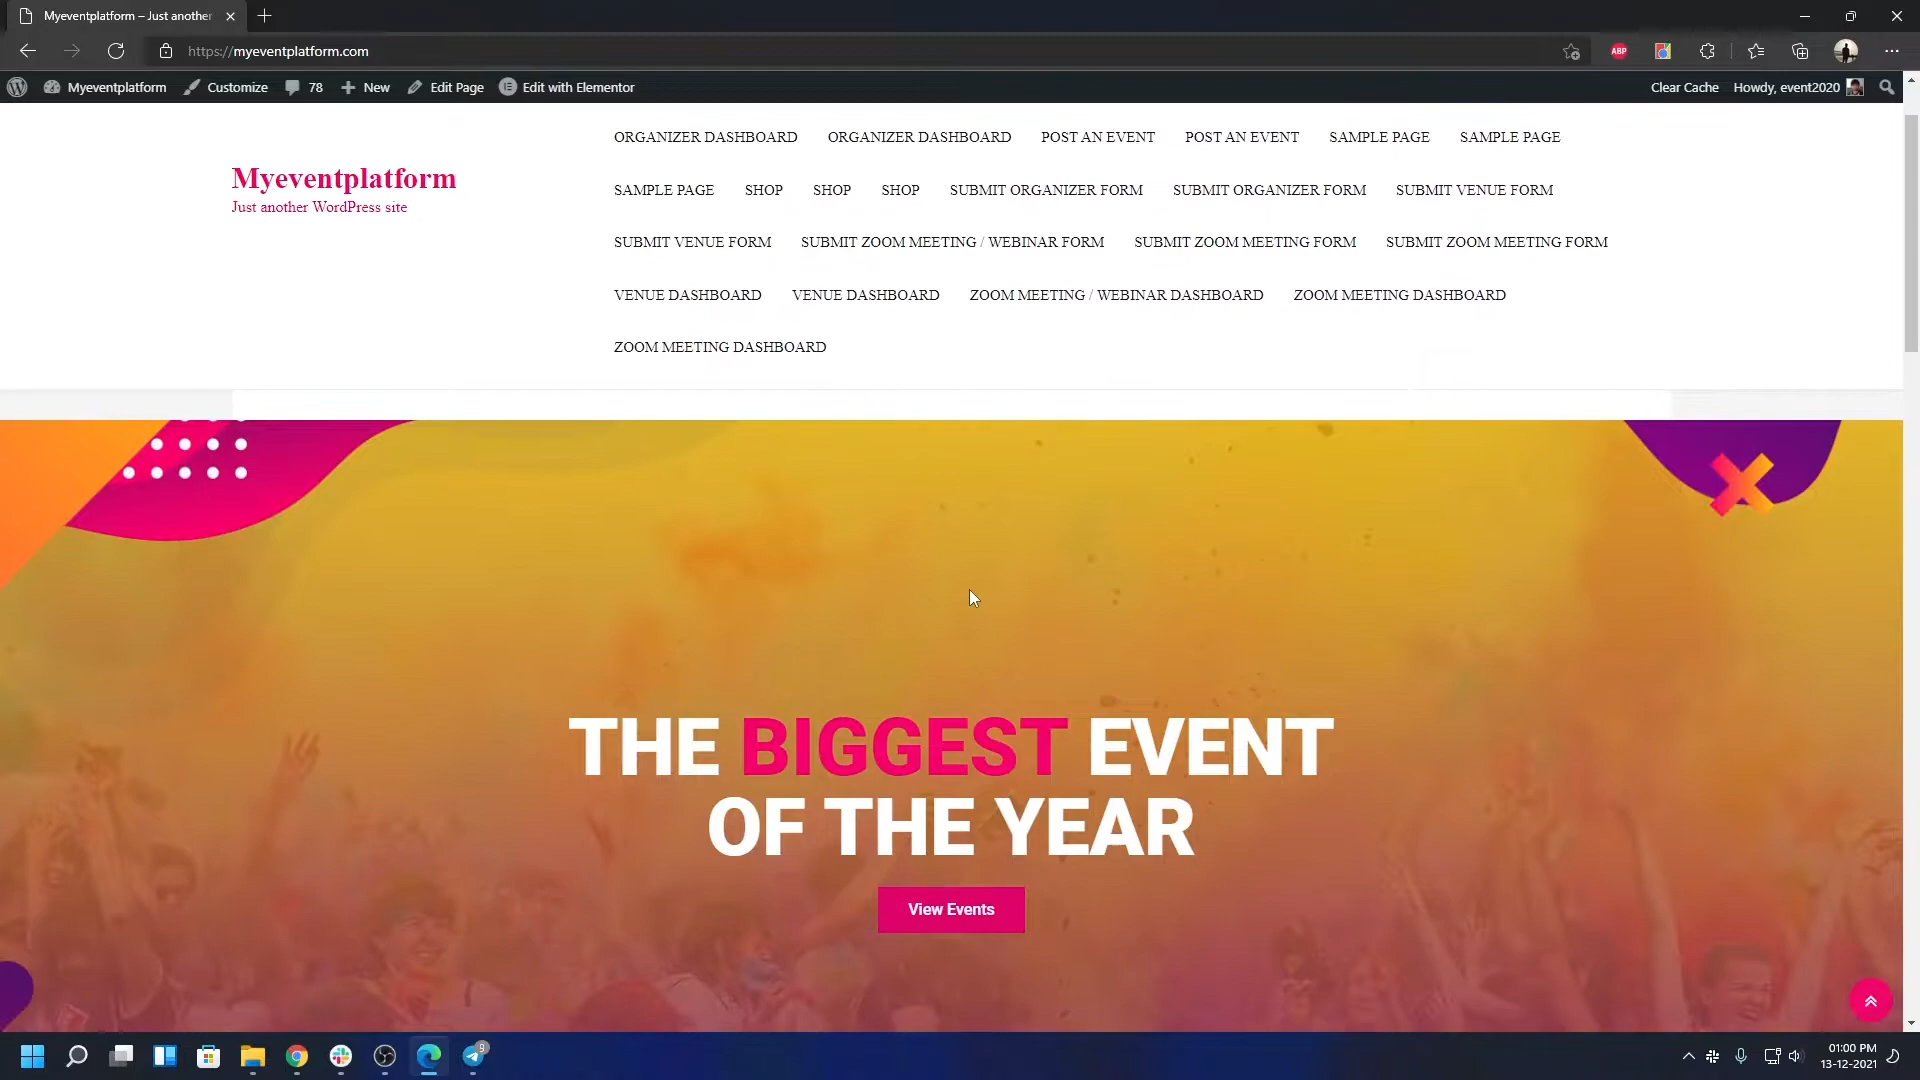 Myeventplatform – Just another
https://myeventplatform.com
ABP
Myeventplatform Customize 78 New Edit Page Edit with Elementor Clear Cache Howdy, event2020
Myeventplatform
Just another WordPress site
ORGANIZER DASHBOARD ORGANIZER DASHBOARD POST AN EVENT POST AN EVENT SAMPLE PAGE SAMPLE PAGE
SAMPLE PAGE SHOP SHOP SHOP SUBMIT ORGANIZER FORM SUBMIT ORGANIZER FORM SUBMIT VENUE FORM
SUBMIT VENUE FORM SUBMIT ZOOM MEETING / WEBINAR FORM SUBMIT ZOOM MEETING FORM SUBMIT ZOOM MEETING FORM
VENUE DASHBOARD VENUE DASHBOARD ZOOM MEETING / WEBINAR DASHBOARD ZOOM MEETING DASHBOARD
ZOOM MEETING DASHBOARD
THE BIGGEST EVENT
OF THE YEAR
View Events
9
01:00 PM
13-12-2021